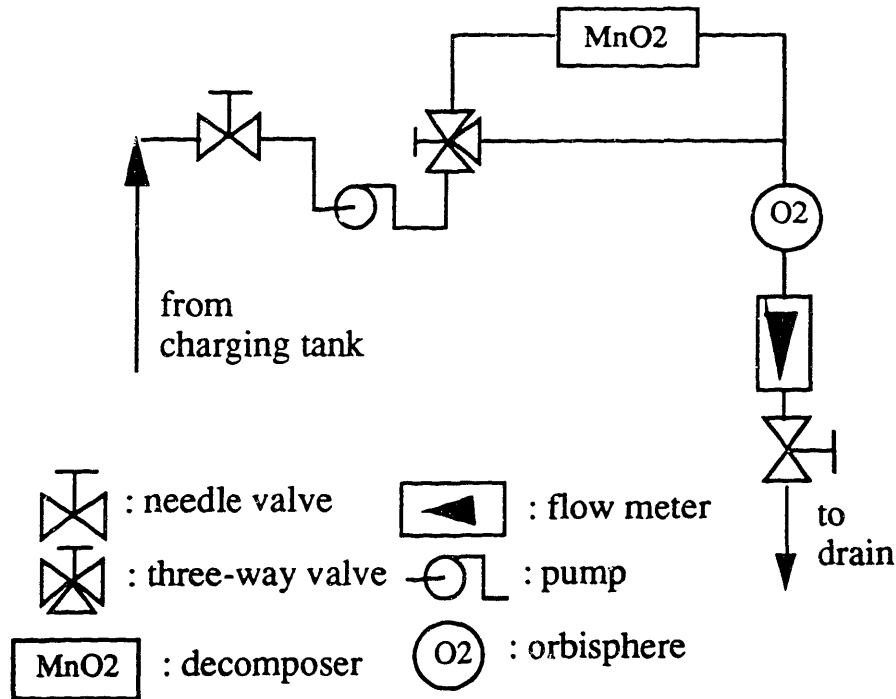 MnO2
O2
from
charging tank
to
drain
: needle valve
: flow meter
: three-way valve
: pump
MnO2 : decomposer
O2 : orbisphere